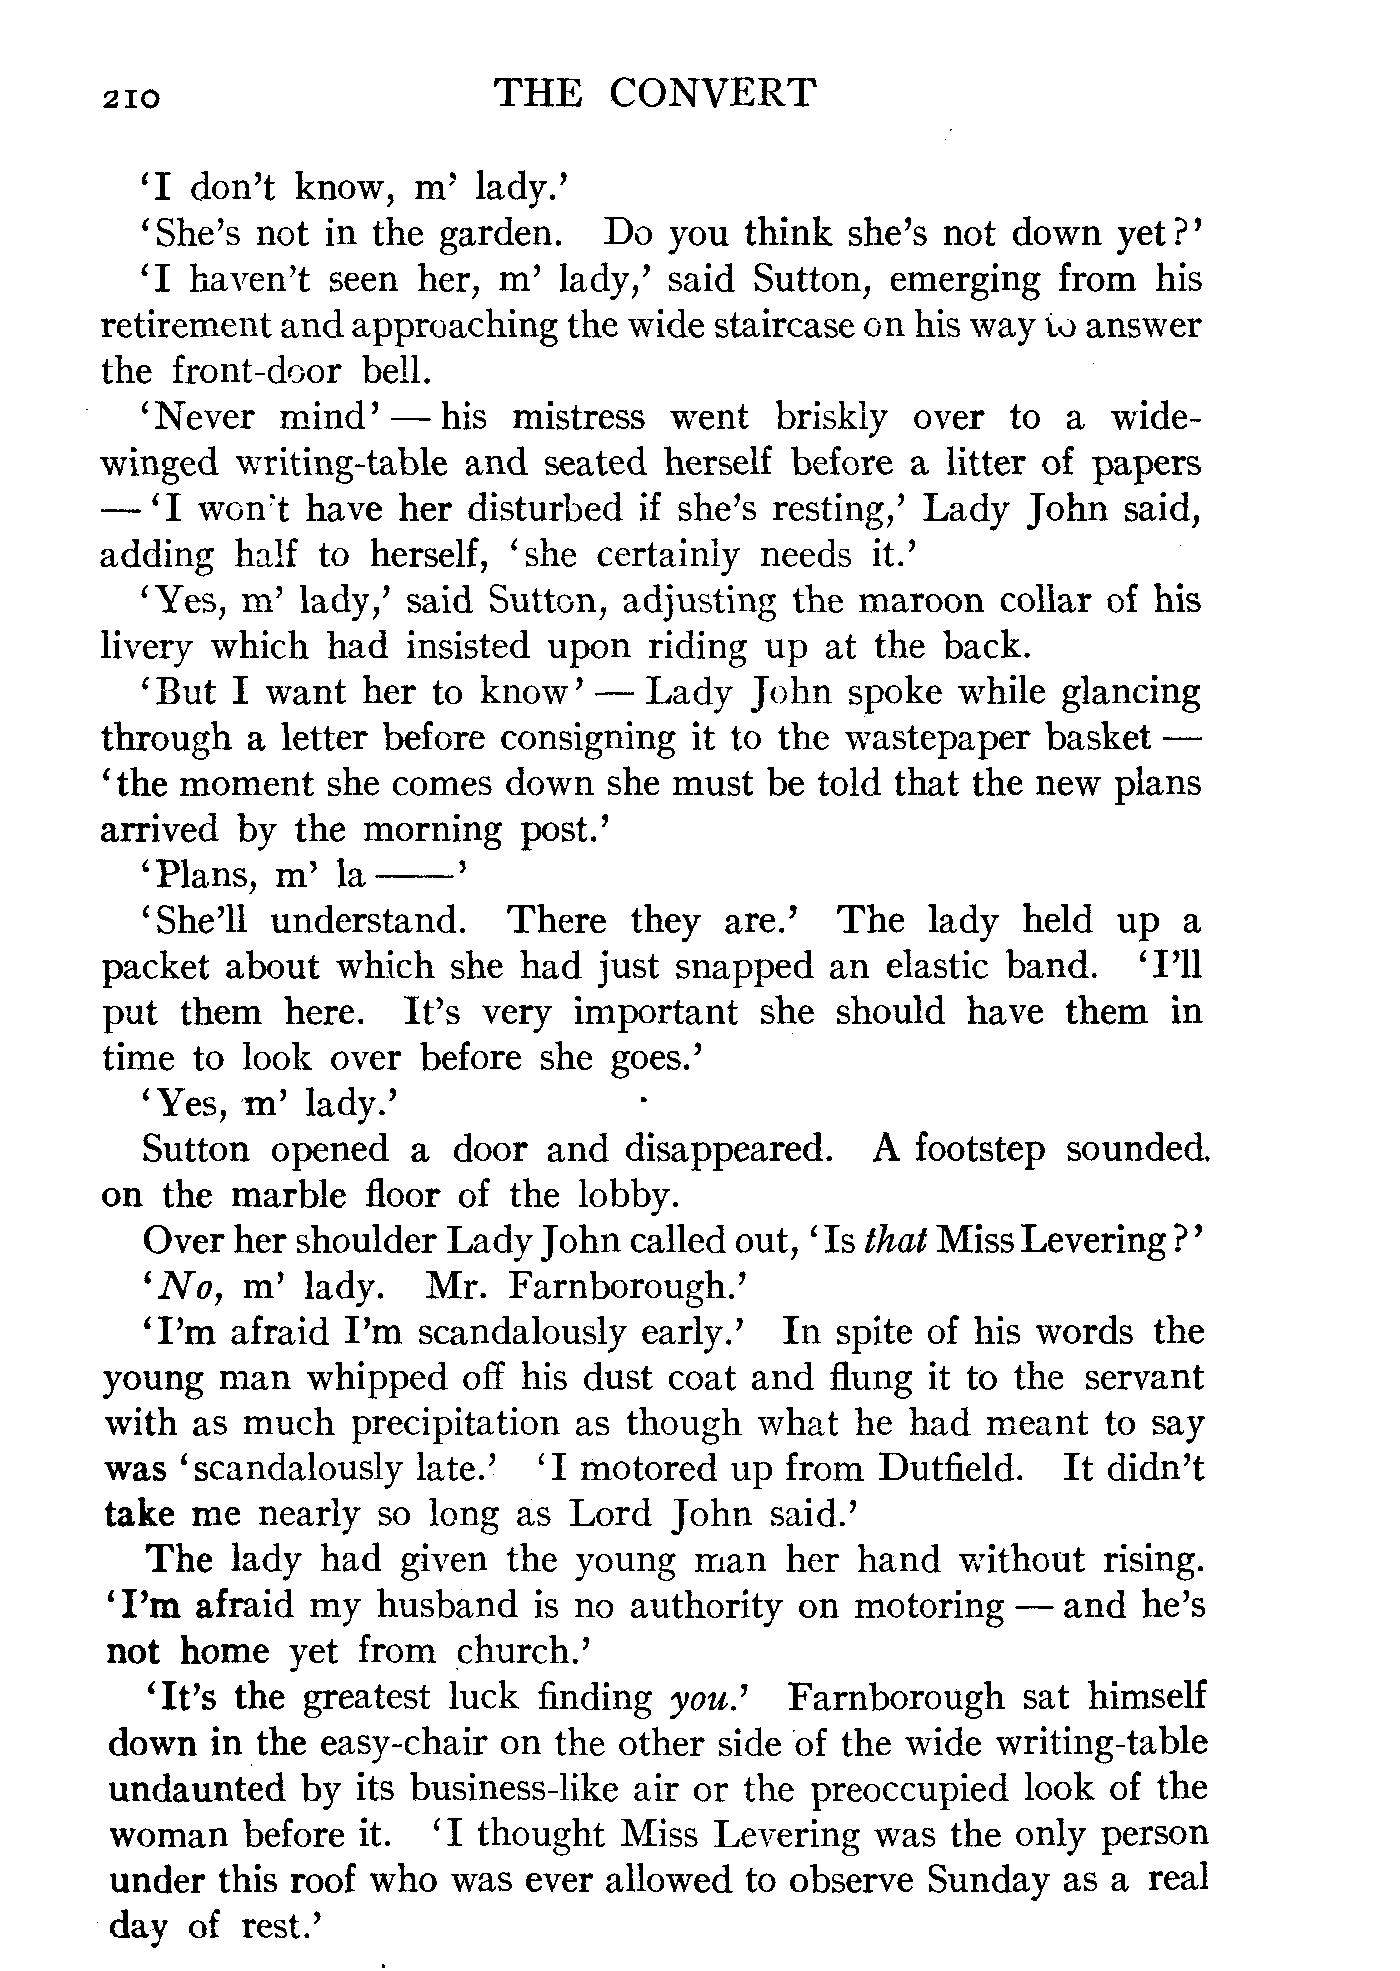 210 THE CONVERT
‘I don’t know, m’ lady.’
‘She’s not in the garden. Do you think she’s not down yet?’
‘I haven’t seen her, m’ lady,’ said Sutton, emerging from his
retirement and approaching the wide staircase on his way to answer
the front-door bell.
‘Never mind’ — his mistress went briskly over to a wide-
winged writing-table and seated herself before a litter of papers
— ‘I won’t have her disturbed if she’s resting,’ Lady John said,
adding half to herself, ‘she certainly needs it.’
‘Yes, m’ lady,’ said Sutton, adjusting the maroon collar of his
livery which had insisted upon riding up at the back.
‘But I want her to know’ — Lady John spoke while glancing
through a letter before consigning it to the wastepaper basket —
‘the moment she comes down she must be told that the new plans
arrived by the morning post.’
‘Plans, m’ la ——’
‘She’ll understand. There they are.’ The lady held up a
packet about which she had just snapped an elastic band. ‘I’ll
put them here. It’s very important she should have them in
time to look over before she goes.’
‘Yes, m’ lady.’
Sutton opened a door and disappeared. A footstep sounded.
on the marble floor of the lobby.
Over her shoulder Lady John called out, ‘Is that Miss Levering?’
‘No, m’ lady. Mr. Farnborough.’
‘I’m afraid I’m scandalously early.’ In spite of his words the
young man whipped off his dust coat and flung it to the servant
with as much precipitation as though what he had meant to say
was ‘scandalously late.’ ‘I motored up from Dutfield. It didn’t
take me nearly so long as Lord John said.’
The lady had given the young man her hand without rising.
‘I’m afraid my husband is no authority on motoring — and he’s
not home yet from church.’
‘It’s the greatest luck finding you.’ Farnborough sat himself
down in the easy-chair on the other side of the wide writing-table
undaunted by its business-like air or the preoccupied look of the
woman before it. ‘I thought Miss Levering was the only person
under this roof who was ever allowed to observe Sunday as a real
day of rest.’